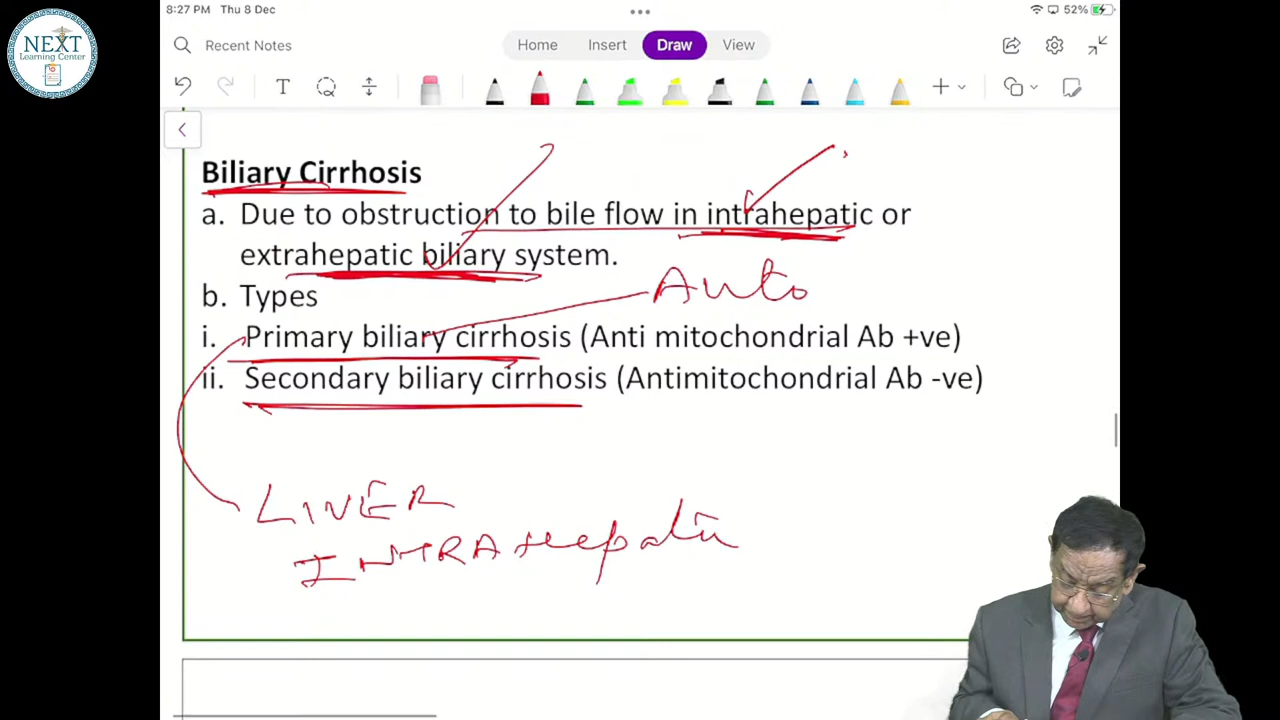 8:27 PM Thu 8 Dec
52%
NEXT
Learning Center
Recent Notes
Home Insert Draw View
Biliary Cirrhosis
a. Due to obstruction to bile flow in intrahepatic or
extrahepatic biliary system.
Auto
b. Types
i. Primary biliary cirrhosis (Anti mitochondrial Ab +ve)
ii. Secondary biliary cirrhosis (Antimitochondrial Ab -ve)
LIVER
INTRAHepatic